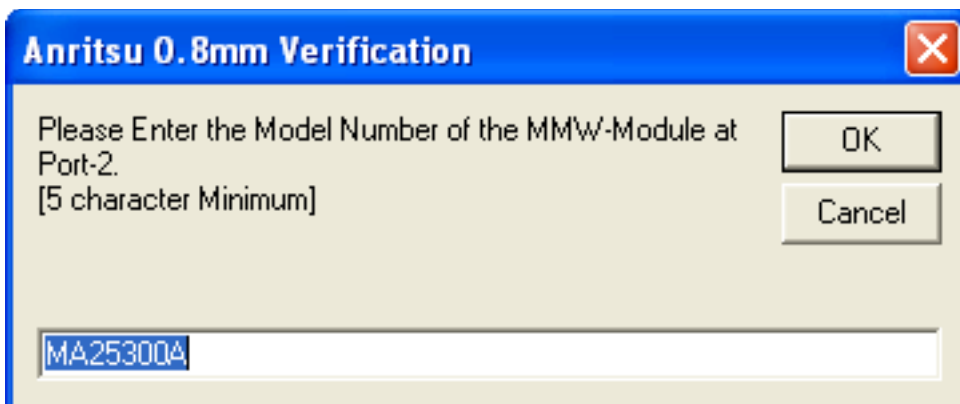 Anritsu 0.8mm Verification
Please Enter the Model Number of the MMW-Module at
Port-2.
[5 character Minimum]
OK
Cancel
MA25300A